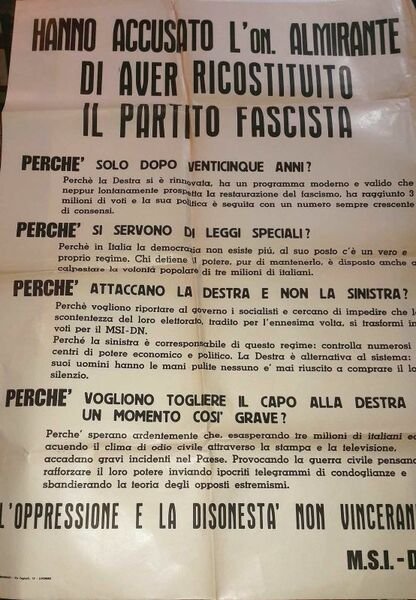 HANNO ACCUSATO L'ON. ALMIRANTE
DI AVER RICOSTITUITO
IL PARTITO FASCISTA
PERCHE' SOLO DOPO VENTICINQUE ANNI?
Perchè la Destra si è rinnovata, ha un programma moderno e valido che
neppur lontanamente prospetta la restaurazione del fascismo, ha raggiunto 3
milioni di voti e la sua politica è seguita con un numero sempre crescente
di consensi.
PERCHE' SI SERVONO DI LEGGI SPECIALI?
Perchè in Italia la democrazia non esiste più, al suo posto c'è un vero e
proprio regime. Chi detiene il potere, pur di mantenerlo, è disposto anche a
calpestare la volontà popolare di tre milioni di italiani.
PERCHE' ATTACCANO LA DESTRA E NON LA SINISTRA?
Perchè vogliono riportare al governo i socialisti e cercano di impedire che la
scontentezza del loro elettorato, tradito per l'ennesima volta, si trasformi in
voti per il MSI-DN.
Perché la sinistra è corresponsabile di questo regime: controlla numerosi
centri di potere economico e politico. La Destra è alternativa al sistema:
suoi uomini hanno le mani pulite nessuno e' mai riuscito a comprare il lo
silenzio.
PERCHE' VOGLIONO TOGLIERE IL CAPO ALLA DESTRA
UN MOMENTO COSI' GRAVE?
Perche' sperano ardentemente che, esasperando tre milioni di italiani ed
acuendo il clima di odio civile attraverso la stampa e la televisione,
accadano gravi incidenti nel Paese. Provocando la guerra civile pensano
rafforzare il loro potere inviando ipocriti telegrammi di condoglianze e
sbandierando la teoria degli opposti estremismi.
L'OPPRESSIONE E LA DISONESTA' NON VINCERAN
M.S.I.-D